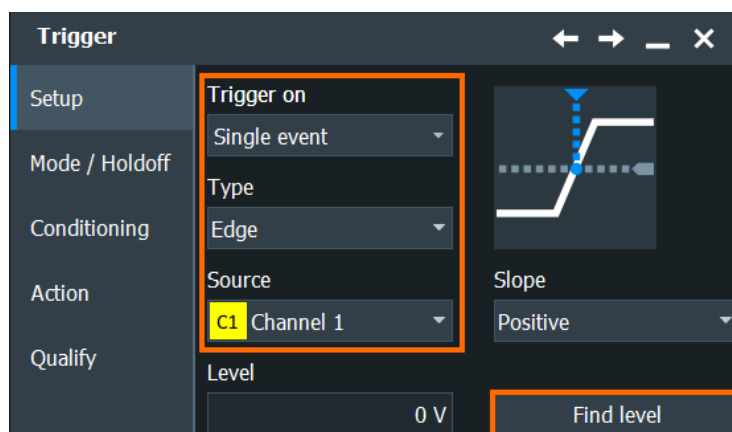 Trigger
Setup
Mode / Holdoff
Conditioning
Action
Qualify
Trigger on
Single event
Type
Edge
Source
C1 Channel 1
Slope
Positive
Level
0 V
Find level